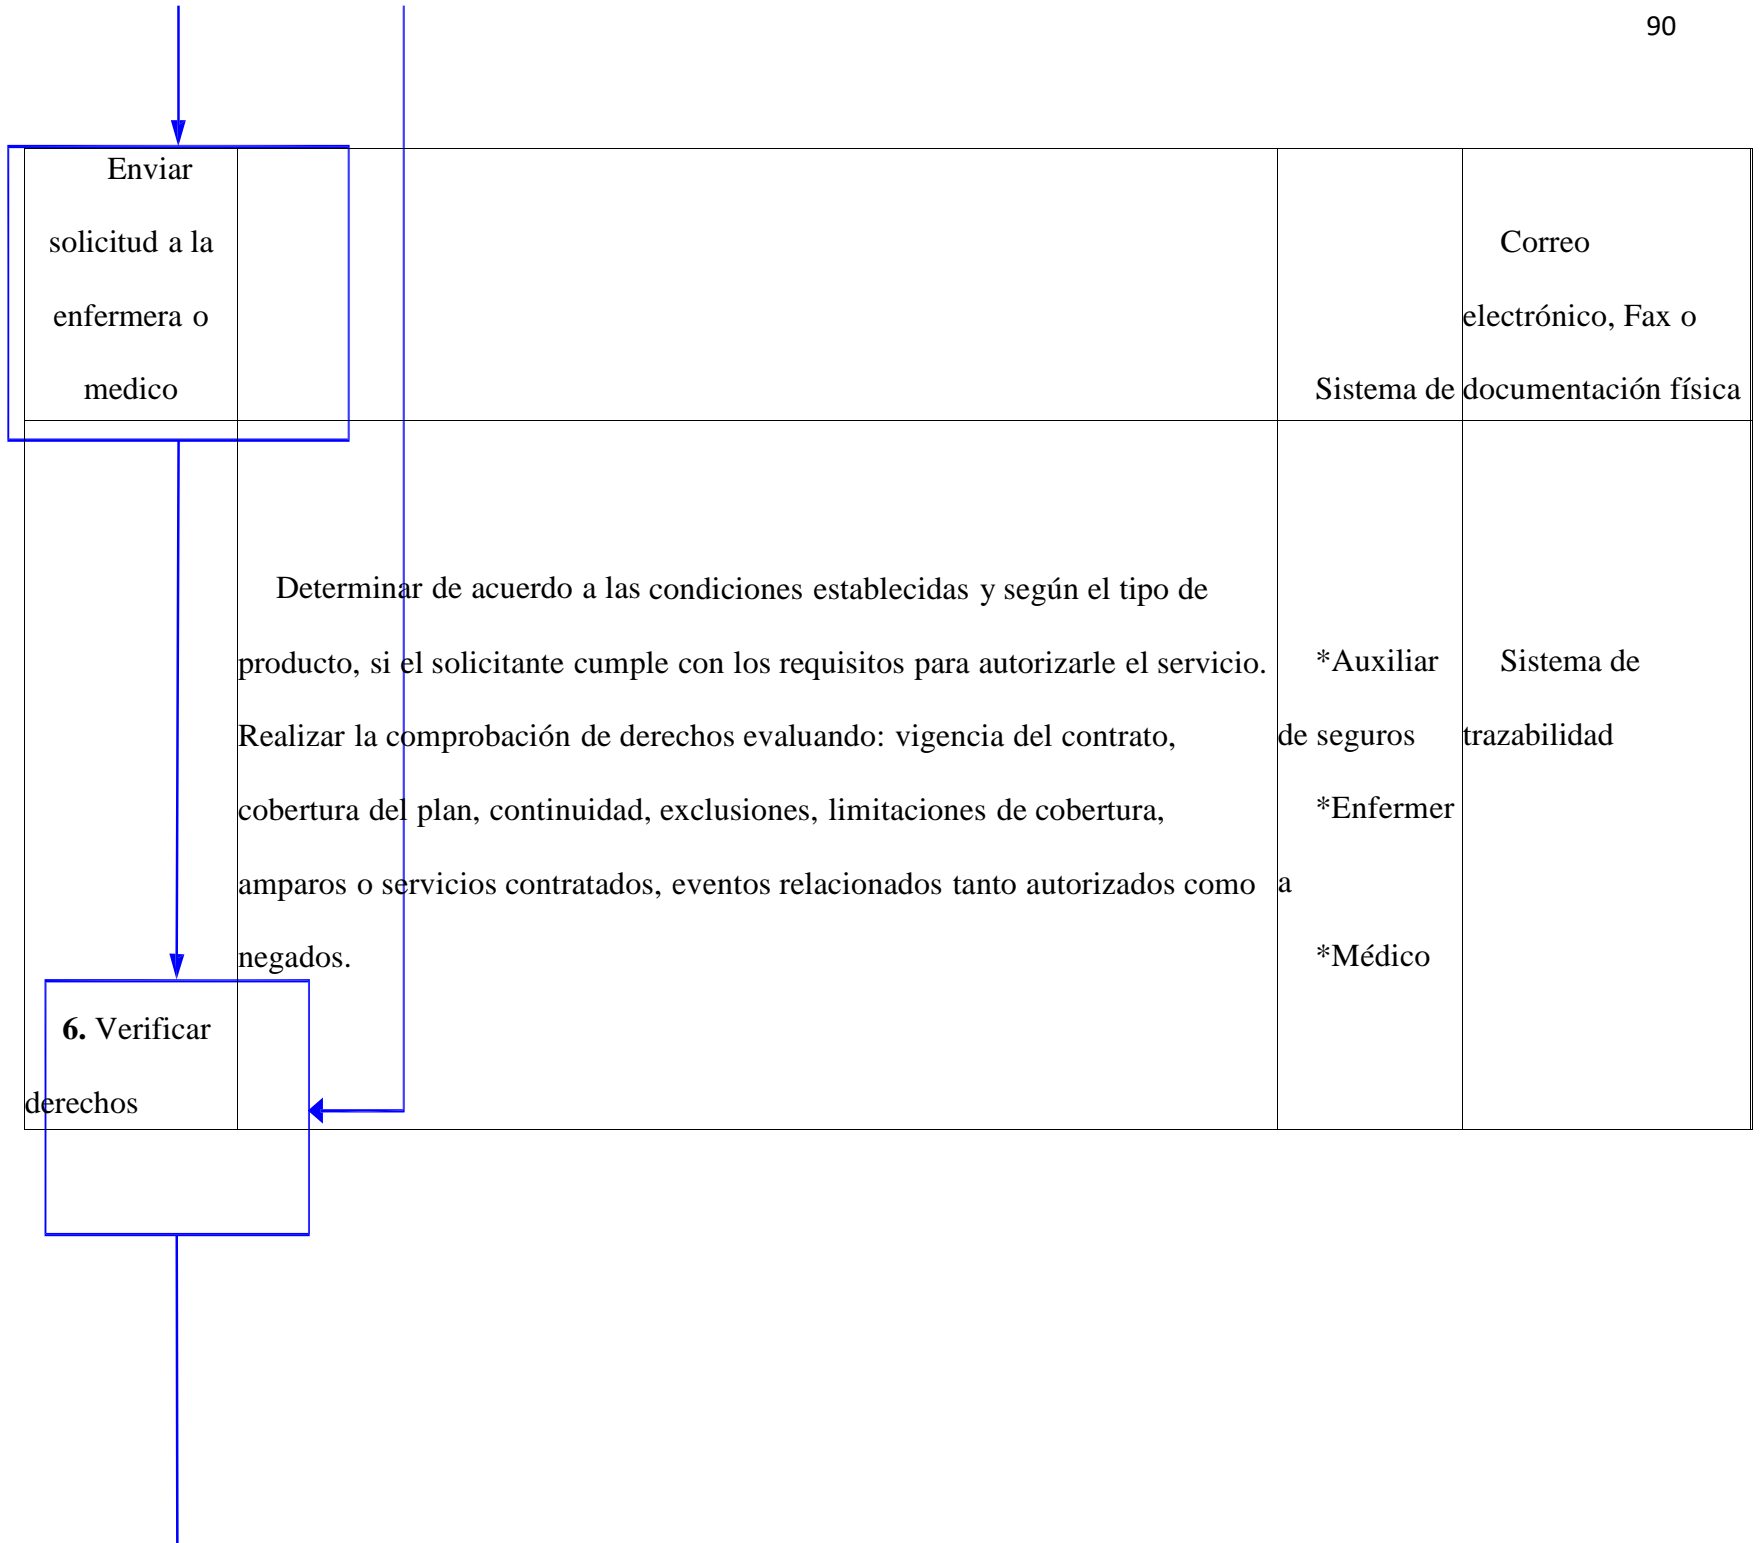 90
Enviar
solicitud a la
enfermera o
medico
Correo
electrónico, Fax o
Sistema de documentación física
Determinar de acuerdo a las condiciones establecidas y según el tipo de
producto, si el solicitante cumple con los requisitos para autorizarle el servicio.
Realizar la comprobación de derechos evaluando: vigencia del contrato,
cobertura del plan, continuidad, exclusiones, limitaciones de cobertura,
amparos o servicios contratados, eventos relacionados tanto autorizados como
negados.
*Auxiliar
de seguros
*Enfermer
a
*Médico
Sistema de
trazabilidad
6. Verificar
derechos